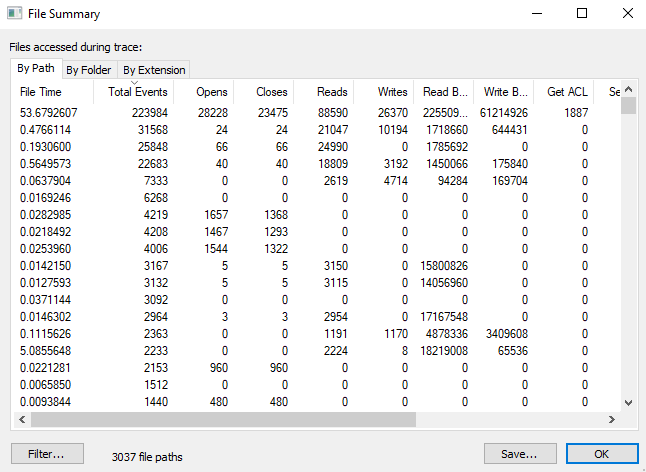 File Summary
Files accessed during trace:
By Path By Folder By Extension
File Time Total Events Opens Closes Reads Writes Read B... Write B... Get ACL Se
53.6792607 223984 28228 23475 88590 26370 225509... 61214926 1887
0.4766114 31568 24 24 21047 10194 1718660 644431 0
0.1930600 25848 66 66 24990 0 1785692 0 0
0.5649573 22683 40 40 18809 3192 1450066 175840 0
0.0637904 7333 0 0 2619 4714 94284 169704 0
0.0169246 6268 0 0 0 0 0 0 0
0.0282985 4219 1657 1368 0 0 0 0 0
0.0218492 4208 1467 1293 0 0 0 0 0
0.0253960 4006 1544 1322 0 0 0 0 0
0.0142150 3167 5 5 3150 0 15800826 0 0
0.0127593 3132 5 5 3115 0 14056960 0 0
0.0371144 3092 0 0 0 0 0 0 0
0.0146302 2964 3 3 2954 0 17167548 0 0
0.1115626 2363 0 0 1191 1170 4878336 3409608 0
5.0855648 2233 0 0 2224 8 18219008 65536 0
0.0221281 2153 960 960 0 0 0 0 0
0.0065850 1512 0 0 0 0 0 0 0
0.0093844 1440 480 480 0 0 0 0 0
Filter... 3037 file paths Save... OK